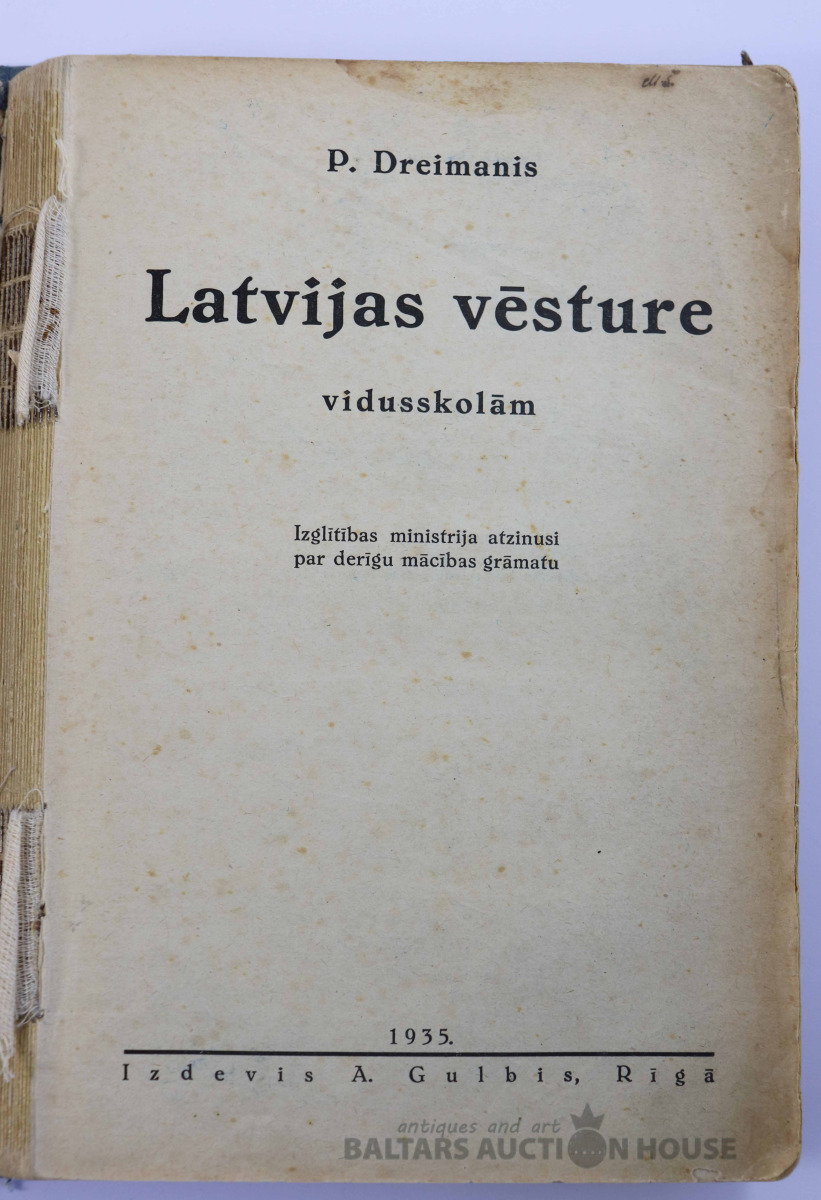 P. Dreimanis
Latvijas vēsture
vidusskolām
Izglītības ministrija atzinusi
par derīgu mācības grāmatu
1935.
Izdevis A. Gulbis, Rīgā
antiques and art
BALTARS AUCTION HOUSE